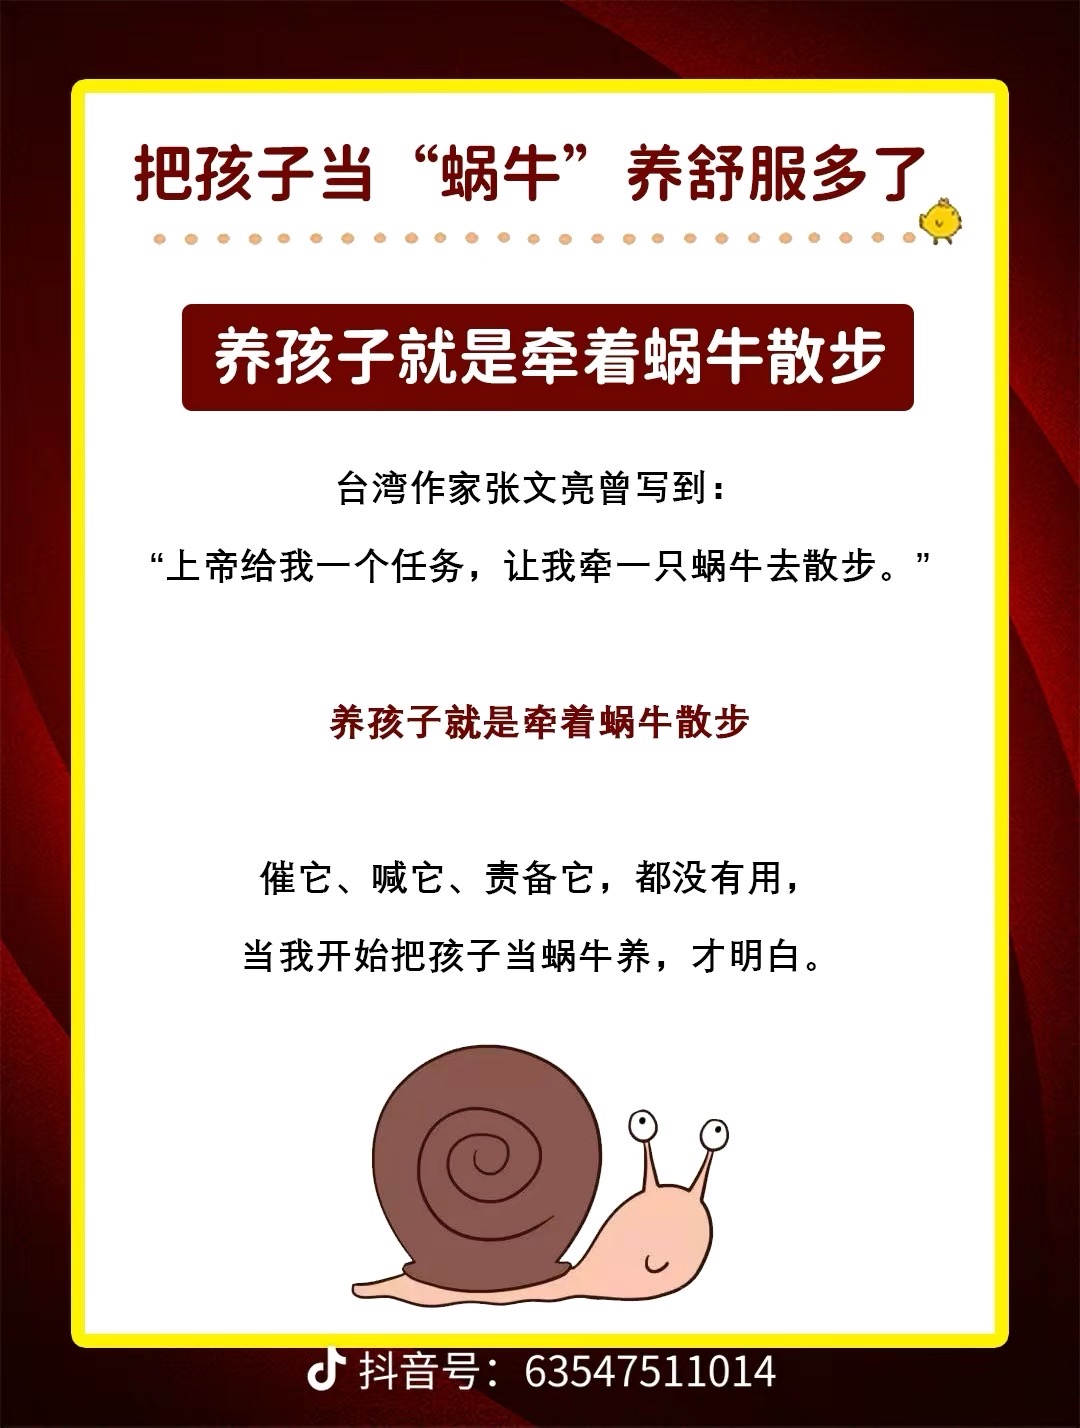 把孩子当“蜗牛”养舒服多了
养孩子就是牵着蜗牛散步
台湾作家张文亮曾写到：
“上帝给我一个任务，让我牵一只蜗牛去散步。”
养孩子就是牵着蜗牛散步
催它、喊它、责备它，都没有用，
当我开始把孩子当蜗牛养，才明白。
抖音号：63547511014